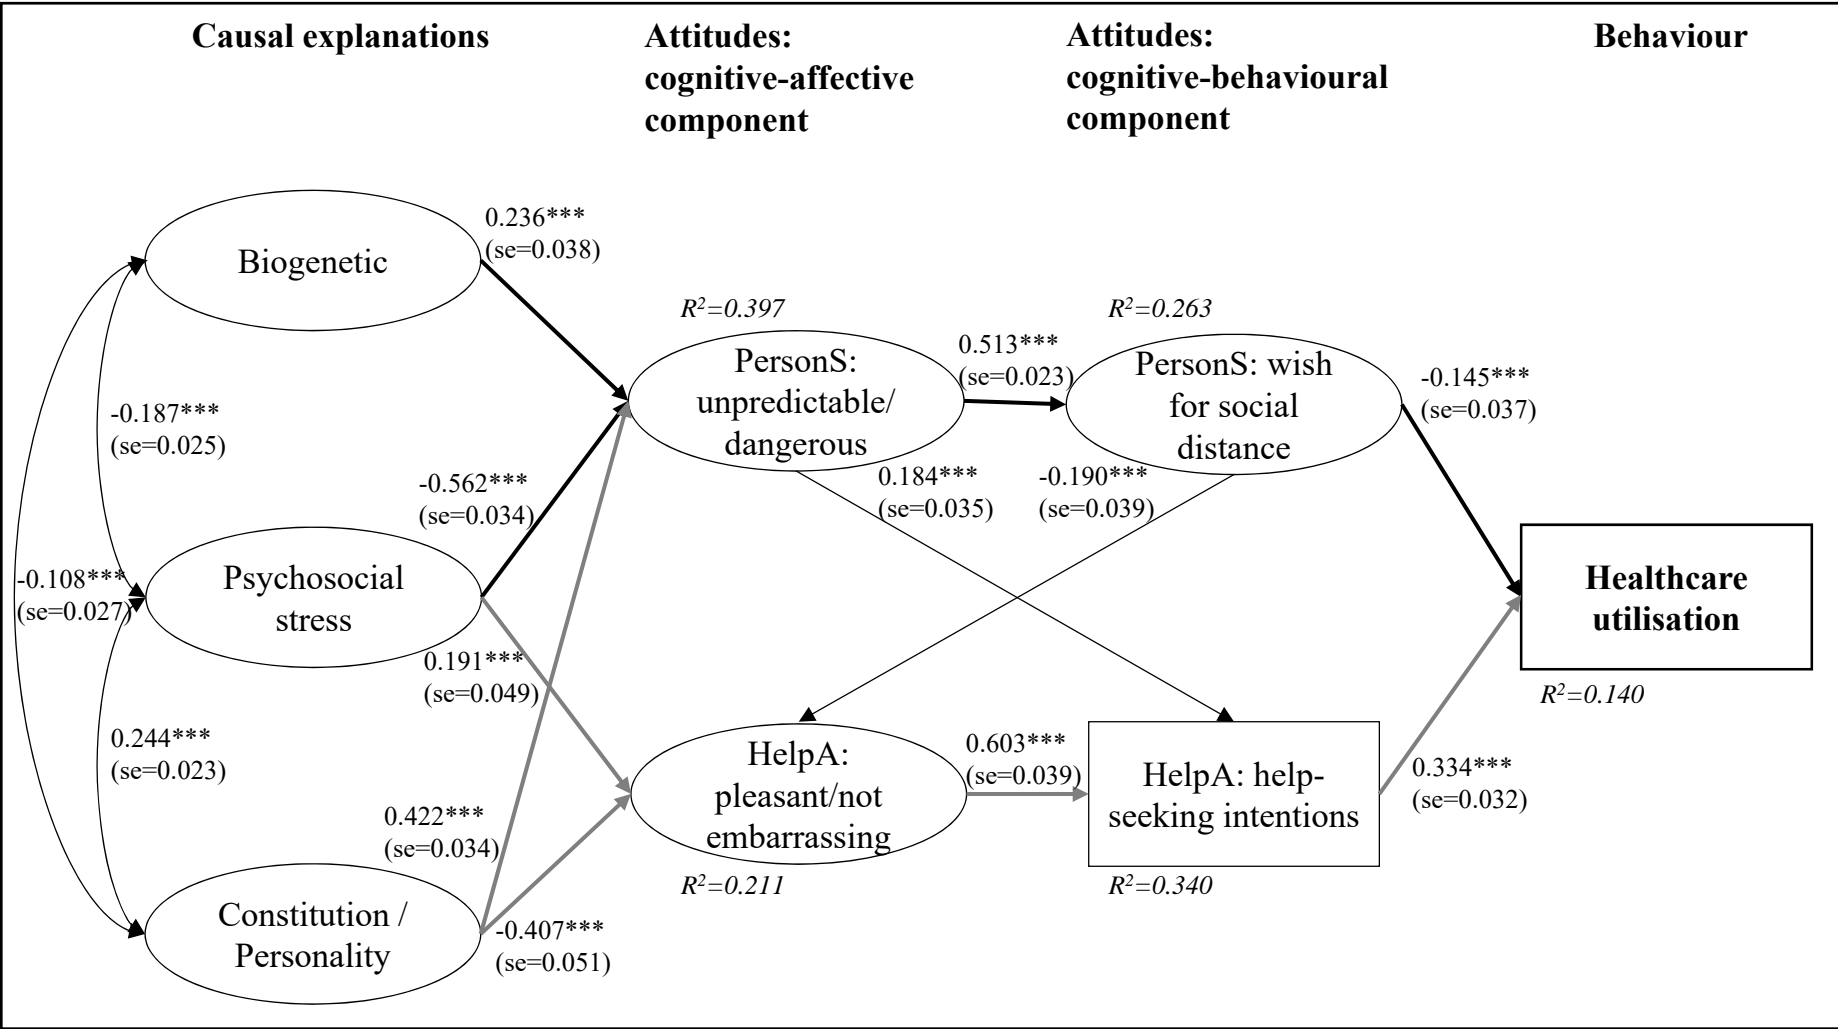 Causal explanations
Attitudes:
cognitive-affective
component
Attitudes:
cognitive-behavioural
component
Behaviour
0.236***
(se=0.038)
Biogenetic
R²=0.397
R²=0.263
PersonS:
unpredictable/
dangerous
0.513***
(se=0.023)
PersonS: wish
for social
distance
-0.145***
(se=0.037)
-0.187***
(se=0.025)
-0.562***
(se=0.034)
0.184***
(se=0.035)
-0.190***
(se=0.039)
-0.108***
(se=0.027)
Psychosocial
stress
Healthcare
utilisation
R²=0.140
0.191***
(se=0.049)
0.244***
(se=0.023)
HelpA:
pleasant/not
embarrassing
0.603***
(se=0.039)
HelpA: help-
seeking intentions
0.334***
(se=0.032)
0.422***
(se=0.034)
R²=0.211
R²=0.340
Constitution /
Personality
-0.407***
(se=0.051)